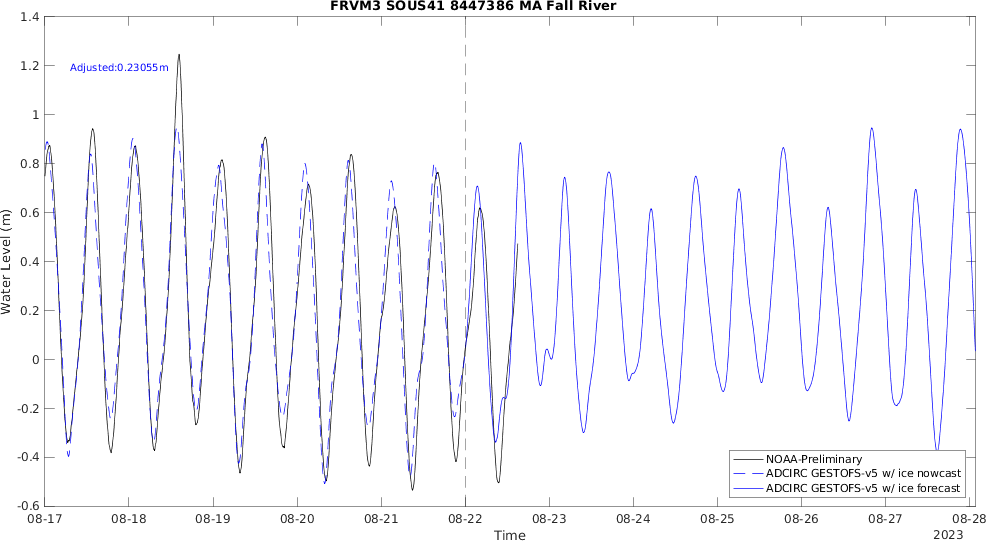 FRVM3 SOUS41 8447386 MA Fall River
1.4
1.2
1
0.8
0.6
0.4
0.2
0
-0.2
-0.4
-0.6
Water Level (m)
Adjusted:0.23055m
NOAA-Preliminary
ADCIRC GESTOFS-v5 w/ ice nowcast
ADCIRC GESTOFS-v5 w/ ice forecast
08-17 08-18 08-19 08-20 08-21 08-22 08-23 08-24 08-25 08-26 08-27 08-28
Time
2023